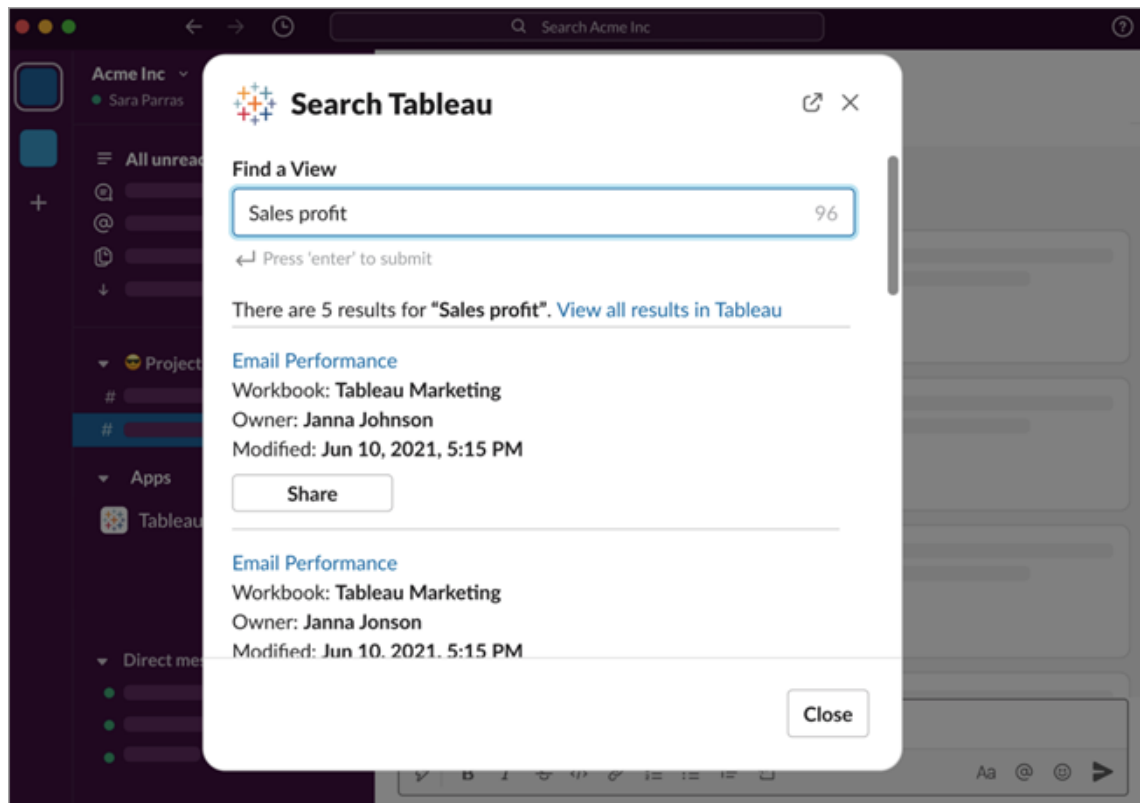 Search Acme Inc
Acme Inc
Sara Parras
All unread
Project
Apps
Tableau
Direct mes
Search Tableau
Find a View
Sales profit 96
Press 'enter' to submit
There are 5 results for “Sales profit”. View all results in Tableau
Email Performance
Workbook: Tableau Marketing
Owner: Janna Johnson
Modified: Jun 10, 2021, 5:15 PM
Share
Email Performance
Workbook: Tableau Marketing
Owner: Janna Jonson
Modified: Jun 10, 2021, 5:15 PM
Close
Aa @